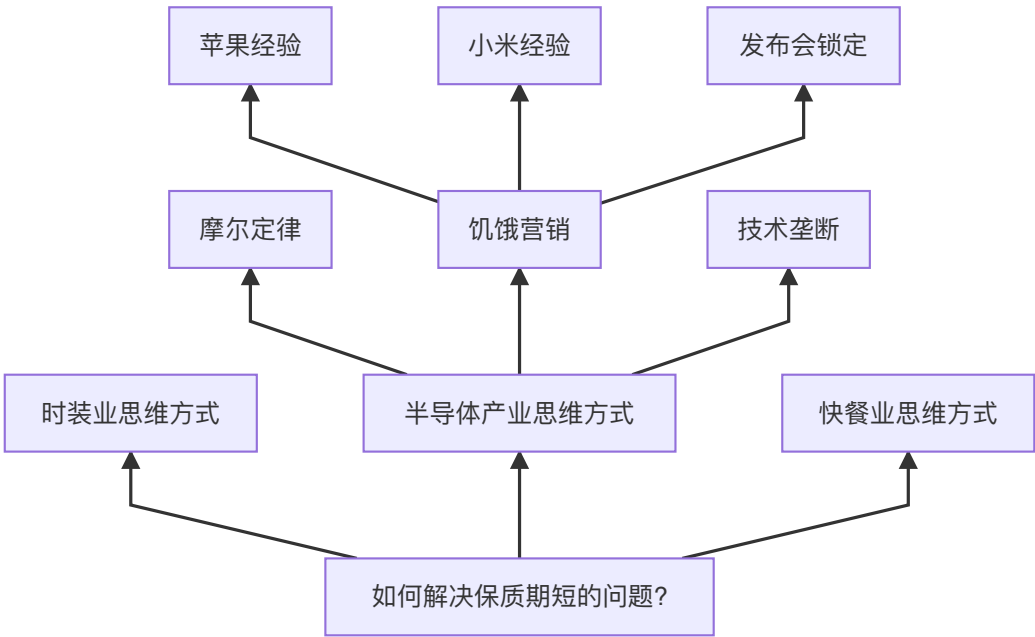 苹果经验
小米经验
发布会锁定
摩尔定律
饥饿营销
技术垄断
时装业思维方式
半导体产业思维方式
快餐业思维方式
如何解决保质期短的问题?